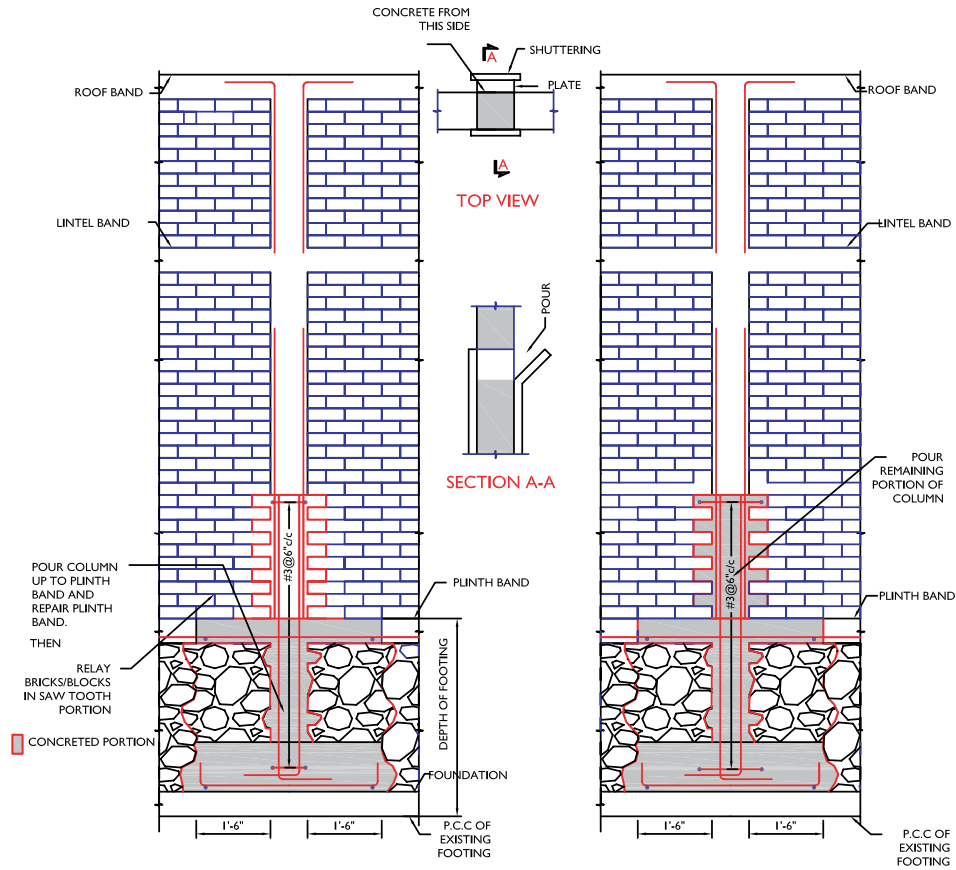 CONCRETE FROM
THIS SIDE
A
SHUTTERING
PLATE
A
TOP VIEW
ROOF BAND
ROOF BAND
LINTEL BAND
LINTEL BAND
POUR
SECTION A-A
POUR
REMAINING
PORTION OF
COLUMN
#3@6"c/c
#3@6"c/c
POUR COLUMN
UP TO PLINTH
BAND AND
REPAIR PLINTH
BAND.
THEN
RELAY
BRICKS/BLOCKS
IN SAW TOOTH
PORTION
PLINTH BAND
PLINTH BAND
DEPTH OF FOOTING
CONCRETED PORTION
FOUNDATION
1'-6"
1'-6"
1'-6"
1'-6"
P.C.C OF
EXISTING
FOOTING
P.C.C OF
EXISTING
FOOTING